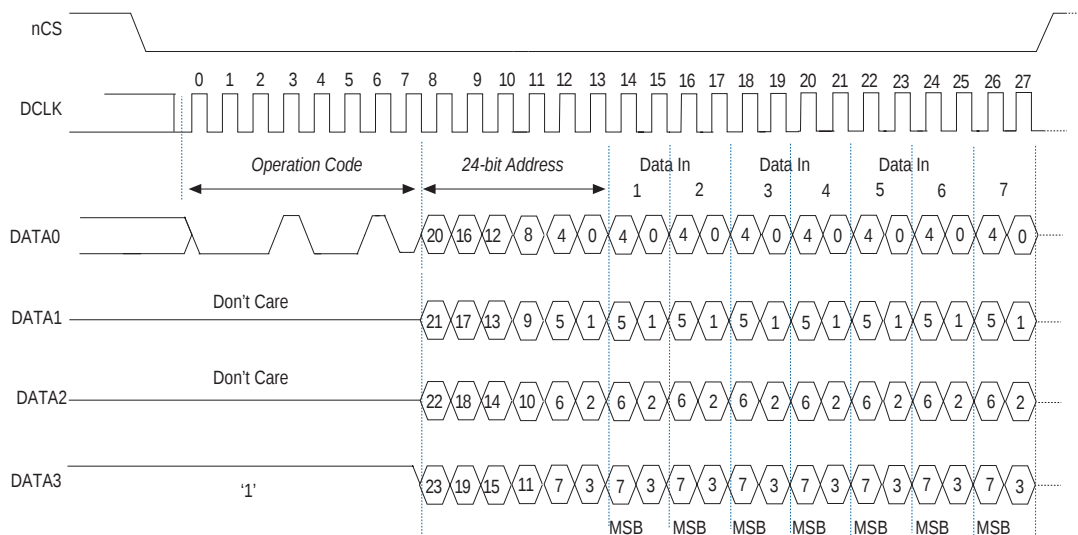 nCS
0 1 2 3 4 5 6 7 8 9 10 11 12 13 14 15 16 17 18 19 20 21 22 23 24 25 26 27
DCLK
Operation Code 24-bit Address Data In Data In Data In
1 2 3 4 5 6 7
DATA0 20 16 12 8 4 0 4 0 4 0 4 0 4 0 4 0 4 0 4 0
Don't Care
DATA1 21 17 13 9 5 1 5 1 5 1 5 1 5 1 5 1 5 1 5 1
Don't Care
DATA2 22 18 14 10 6 2 6 2 6 2 6 2 6 2 6 2 6 2 6 2
DATA3 '1' 23 19 15 11 7 3 7 3 7 3 7 3 7 3 7 3 7 3 7 3
MSB MSB MSB MSB MSB MSB MSB